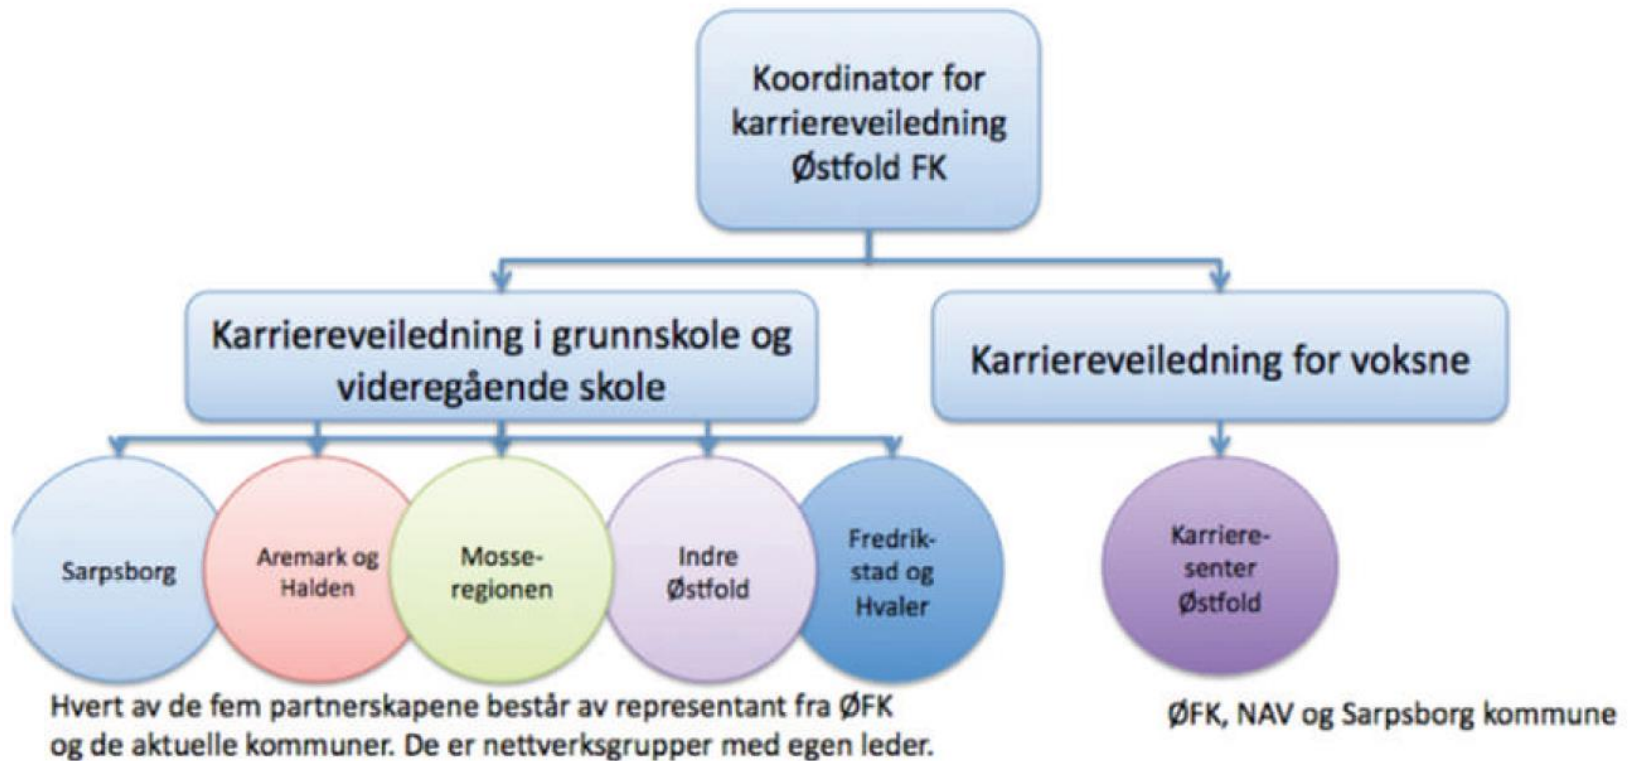 Koordinator for
karriereveiledning
Østfold FK
Karriereveiledning i grunnskole og
videregående skole
Karriereveiledning for voksne
Sarpsborg
Aremark og
Halden
Mosse-
regionen
Indre
Østfold
Fredrik-
stad og
Hvaler
Karriere-
senter
Østfold
Hvert av de fem partnerskapene består av representant fra ØFK
og de aktuelle kommuner. De er nettverksgrupper med egen leder.
ØFK, NAV og Sarpsborg kommune